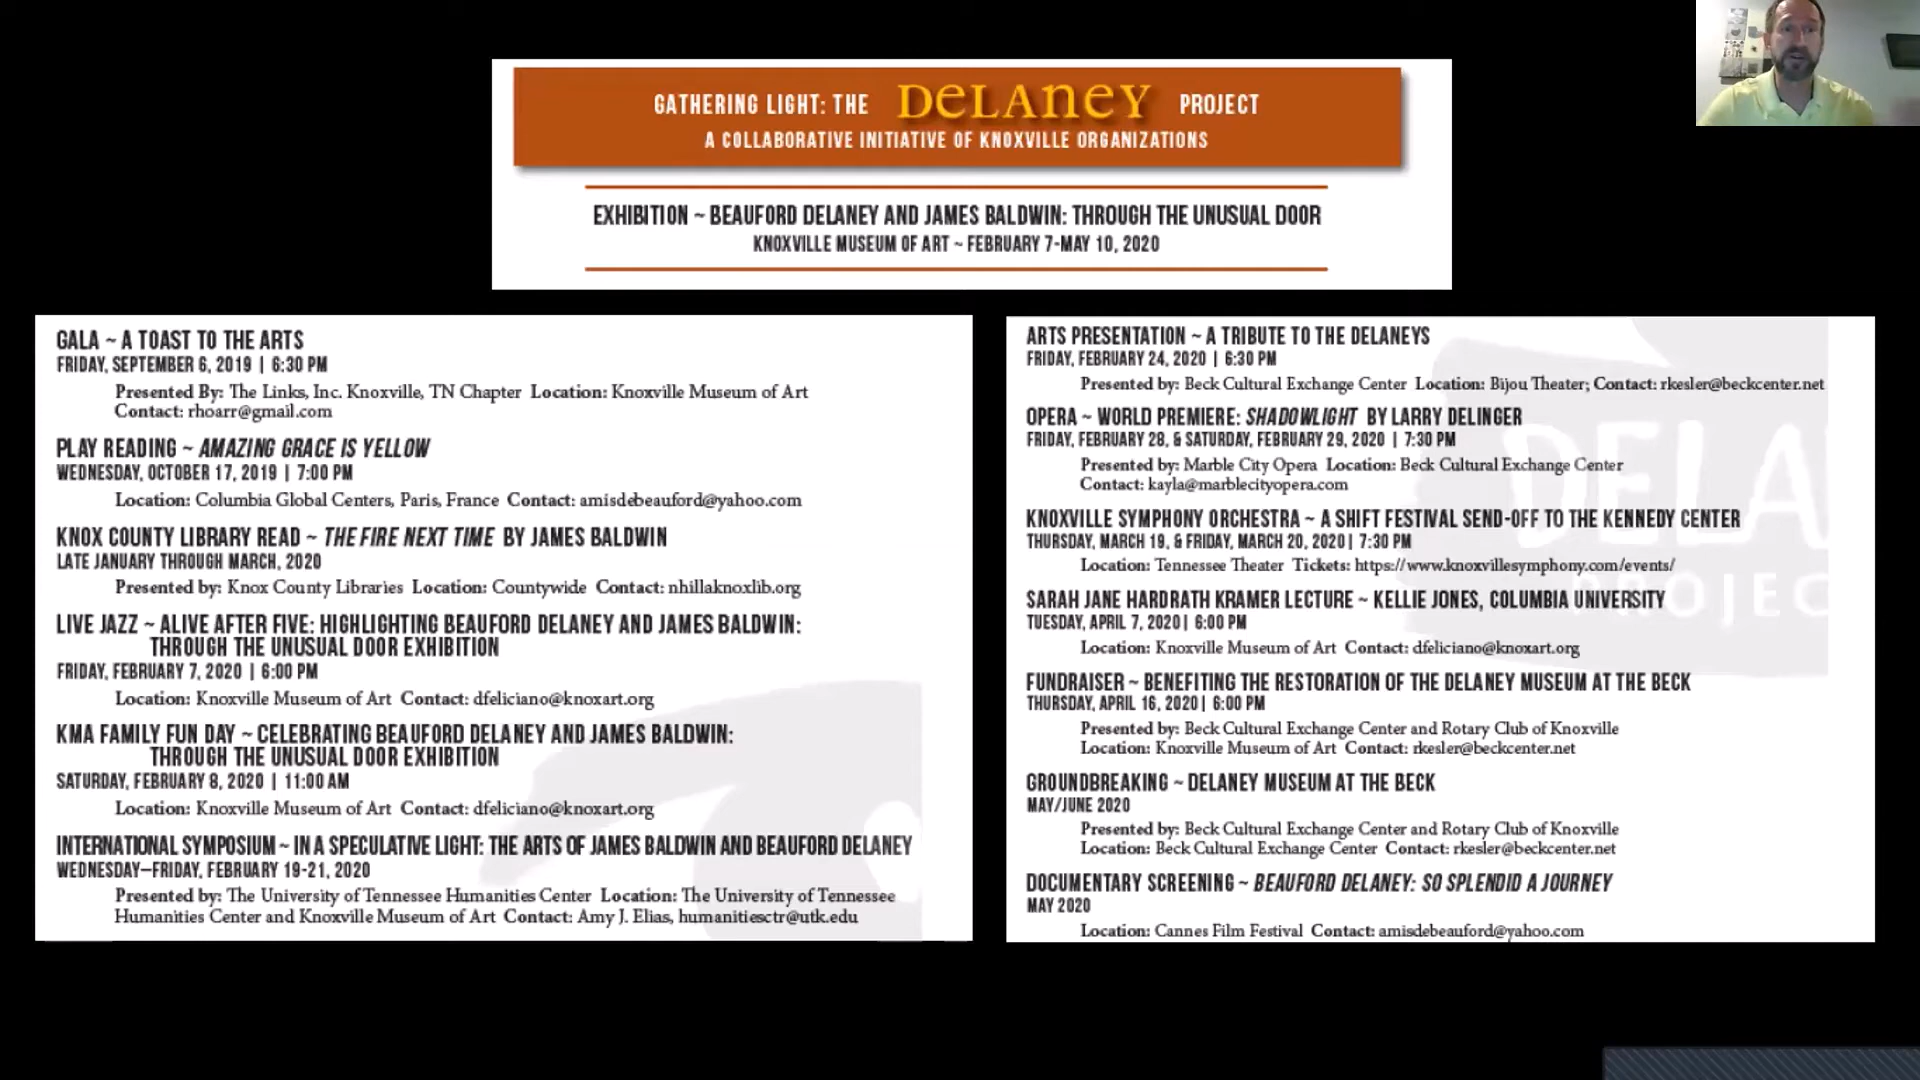 GATHERING LIGHT: THE DELANEY PROJECT
A COLLABORATIVE INITIATIVE OF KNOXVILLE ORGANIZATIONS
EXHIBITION ~ BEAUFORD DELANEY AND JAMES BALDWIN: THROUGH THE UNUSUAL DOOR
KNOXVILLE MUSEUM OF ART ~ FEBRUARY 7-MAY 10, 2020
GALA ~ A TOAST TO THE ARTS
FRIDAY, SEPTEMBER 6, 2019 | 6:30 PM
Presented By: The Links, Inc. Knoxville, TN Chapter Location: Knoxville Museum of Art
Contact: rhoarr@gmail.com
PLAY READING ~ AMAZING GRACE IS YELLOW
WEDNESDAY, OCTOBER 17, 2019 | 7:00 PM
Location: Columbia Global Centers, Paris, France Contact: amisdebeauford@yahoo.com
KNOX COUNTY LIBRARY READ ~ THE FIRE NEXT TIME BY JAMES BALDWIN
LATE JANUARY THROUGH MARCH, 2020
Presented by: Knox County Libraries Location: Countywide Contact: nhillaknoxlib.org
LIVE JAZZ ~ ALIVE AFTER FIVE: HIGHLIGHTING BEAUFORD DELANEY AND JAMES BALDWIN:
THROUGH THE UNUSUAL DOOR EXHIBITION
FRIDAY, FEBRUARY 7, 2020 | 6:00 PM
Location: Knoxville Museum of Art Contact: dfeliciano@knoxart.org
KMA FAMILY FUN DAY ~ CELEBRATING BEAUFORD DELANEY AND JAMES BALDWIN:
THROUGH THE UNUSUAL DOOR EXHIBITION
SATURDAY, FEBRUARY 8, 2020 | 11:00 AM
Location: Knoxville Museum of Art Contact: dfeliciano@knoxart.org
INTERNATIONAL SYMPOSIUM ~ IN A SPECULATIVE LIGHT: THE ARTS OF JAMES BALDWIN AND BEAUFORD DELANEY
WEDNESDAY—FRIDAY, FEBRUARY 19-21, 2020
Presented by: The University of Tennessee Humanities Center Location: The University of Tennessee
Humanities Center and Knoxville Museum of Art Contact: Amy J. Elias, humanitiesctr@utk.edu
ARTS PRESENTATION ~ A TRIBUTE TO THE DELANEYS
FRIDAY, FEBRUARY 24, 2020 | 6:30 PM
Presented by: Beck Cultural Exchange Center Location: Bijou Theater; Contact: rkesler@beckcenter.net
OPERA ~ WORLD PREMIERE: SHADOWLIGHT BY LARRY DELINGER
FRIDAY, FEBRUARY 28, & SATURDAY, FEBRUARY 29, 2020 | 7:30 PM
Presented by: Marble City Opera Location: Beck Cultural Exchange Center
Contact: kayla@marblecityopera.com
KNOXVILLE SYMPHONY ORCHESTRA ~ A SHIFT FESTIVAL SEND-OFF TO THE KENNEDY CENTER
THURSDAY, MARCH 19, & FRIDAY, MARCH 20, 2020| 7:30 PM
Location: Tennessee Theater Tickets: https://www.knoxvillesymphony.com/events/
SARAH JANE HARDRATH KRAMER LECTURE ~ KELLIE JONES, COLUMBIA UNIVERSITY
TUESDAY, APRIL 7, 2020| 6:00 PM
Location: Knoxville Museum of Art Contact: dfeliciano@knoxart.org
FUNDRAISER ~ BENEFITING THE RESTORATION OF THE DELANEY MUSEUM AT THE BECK
THURSDAY, APRIL 16, 2020| 6:00 PM
Presented by: Beck Cultural Exchange Center and Rotary Club of Knoxville
Location: Knoxville Museum of Art Contact: rkesler@beckcenter.net
GROUNDBREAKING ~ DELANEY MUSEUM AT THE BECK
MAY/JUNE 2020
Presented by: Beck Cultural Exchange Center and Rotary Club of Knoxville
Location: Beck Cultural Exchange Center Contact: rkesler@beckcenter.net
DOCUMENTARY SCREENING ~ BEAUFORD DELANEY: SO SPLENDID A JOURNEY
MAY 2020
Location: Cannes Film Festival Contact: amisdebeauford@yahoo.com
DELA
PROJEC